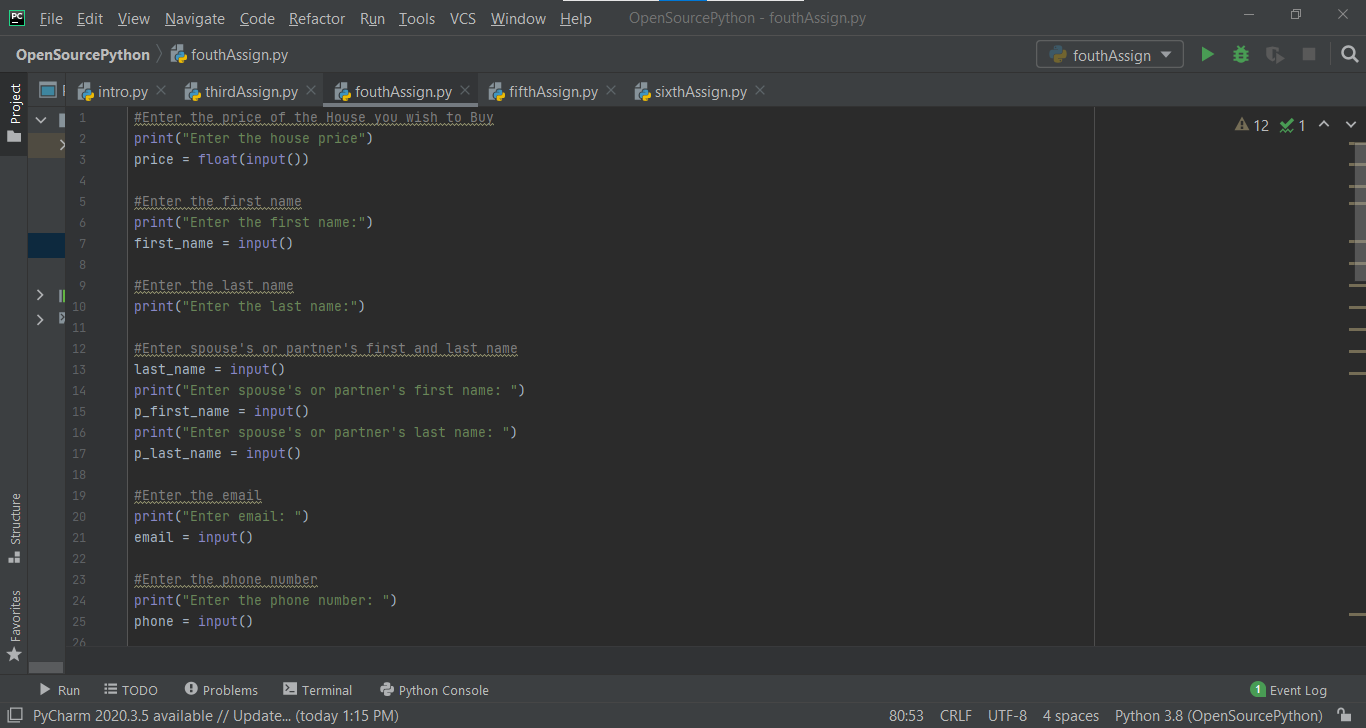 PC File Edit View Navigate Code Refactor Run Tools VCS Window Help OpenSourcePython - fouthAssign.py
OpenSourcePython fouthAssign.py fouthAssign
intro.py thirdAssign.py fouthAssign.py fifthAssign.py sixthAssign.py
Project
12 1
1 #Enter the price of the House you wish to Buy
2 print("Enter the house price")
3 price = float(input())
4
5 #Enter the first name
6 print("Enter the first name:")
7 first_name = input()
8
9 #Enter the last name
10 print("Enter the last name:")
11
12 #Enter spouse's or partner's first and last name
13 last_name = input()
14 print("Enter spouse's or partner's first name: ")
15 p_first_name = input()
16 print("Enter spouse's or partner's last name: ")
17 p_last_name = input()
18
19 #Enter the email
20 print("Enter email: ")
21 email = input()
22
23 #Enter the phone number
24 print("Enter the phone number: ")
25 phone = input()
26
Structure
Favorites
Run TODO Problems Terminal Python Console 1 Event Log
PyCharm 2020.3.5 available // Update... (today 1:15 PM) 80:53 CRLF UTF-8 4 spaces Python 3.8 (OpenSourcePython)